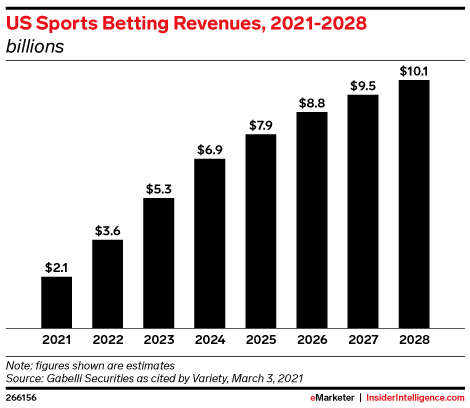 US Sports Betting Revenues, 2021-2028
billions
$2.1
$3.6
$5.3
$6.9
$7.9
$8.8
$9.5
$10.1
2021 2022 2023 2024 2025 2026 2027 2028
Note: figures shown are estimates
Source: Gabelli Securities as cited by Variety, March 3, 2021
266156 eMarketer | InsiderIntelligence.com